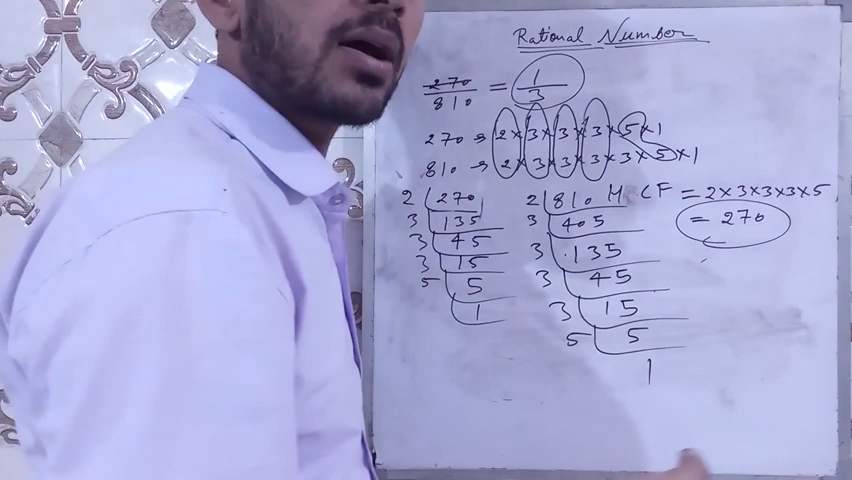 Rational Number
270/810 = 1/3
270 → 2×3×3×3×5×1
810 → 2×3×3×3×3×5×1
2 | 270
3 | 135
3 | 45
3 | 15
5 | 5
1
2 | 810
3 | 405
3 | 135
3 | 45
3 | 15
5 | 5
1
H CF = 2×3×3×3×5
= 270